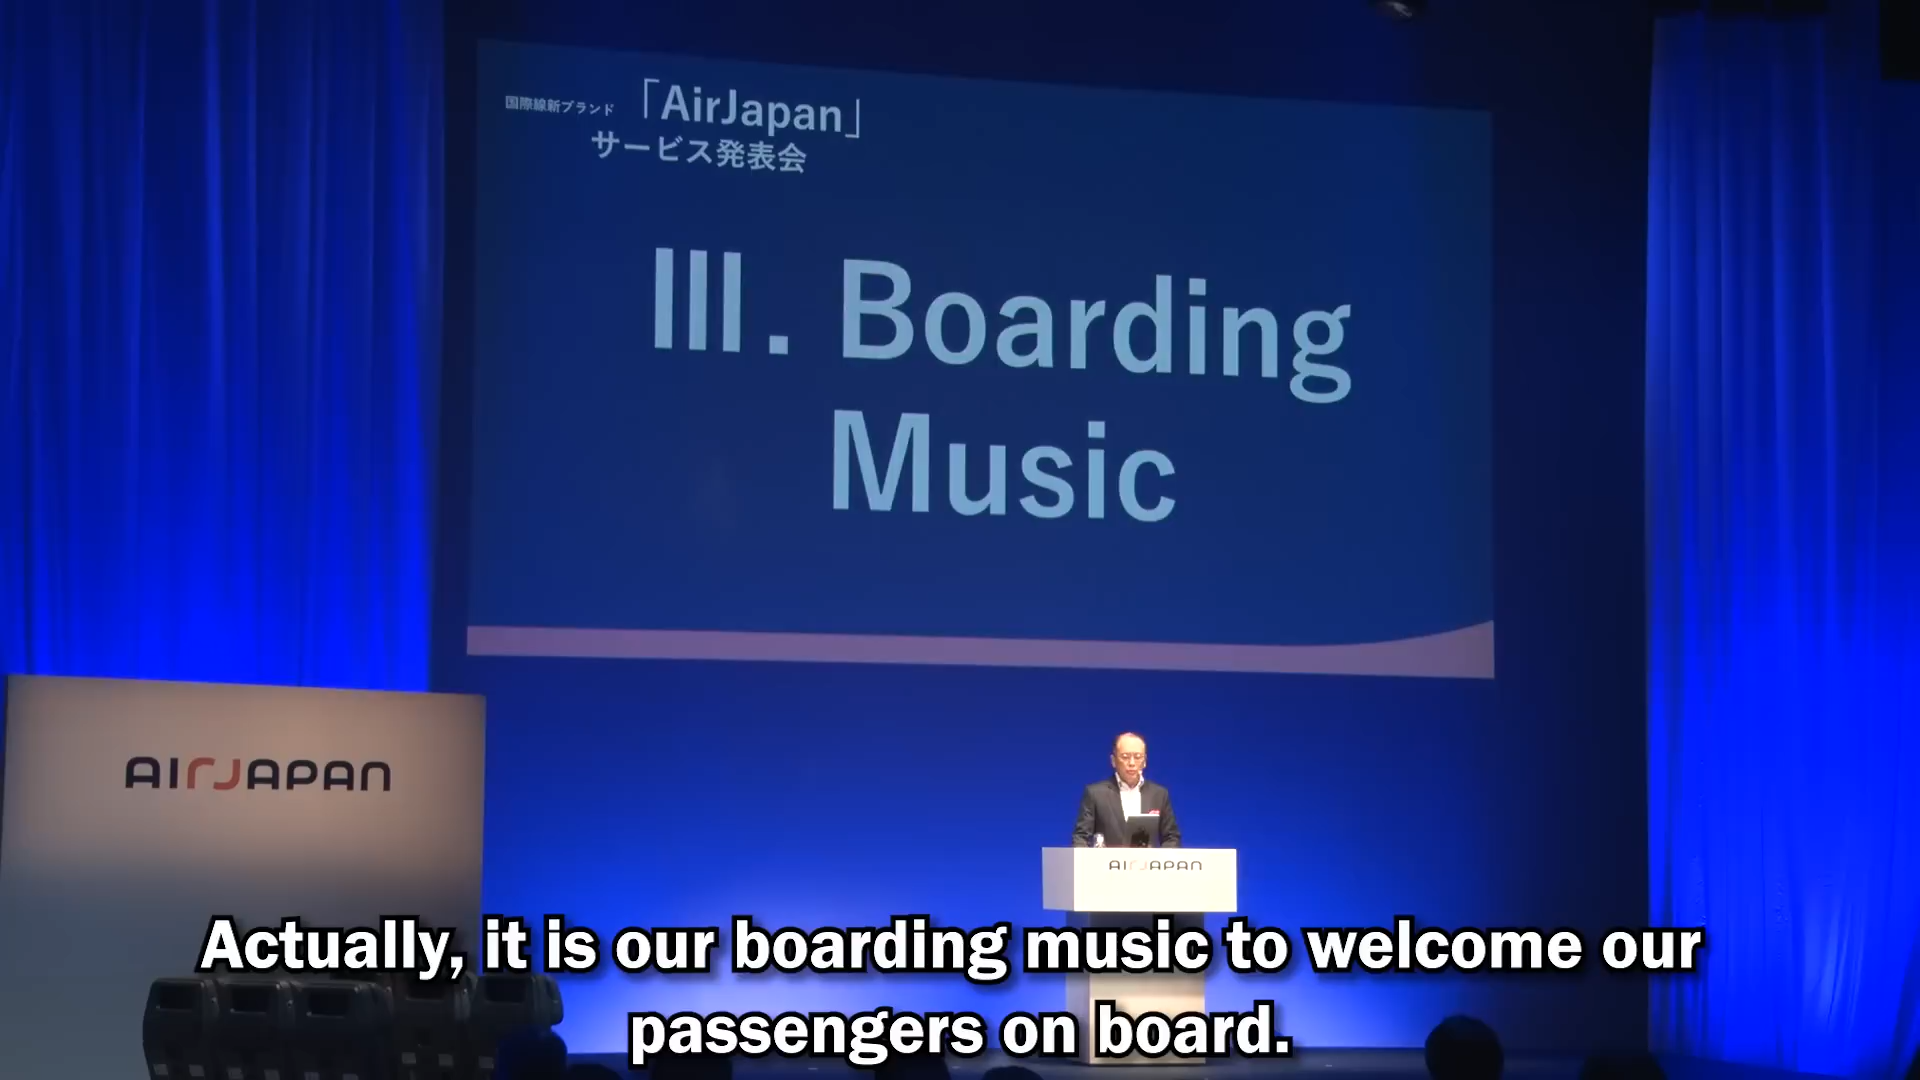 国際線新ブランド 「AirJapan」
サービス発表会
III. Boarding
Music
AIRJAPAN
AIRJAPAN
Actually, it is our boarding music to welcome our
passengers on board.